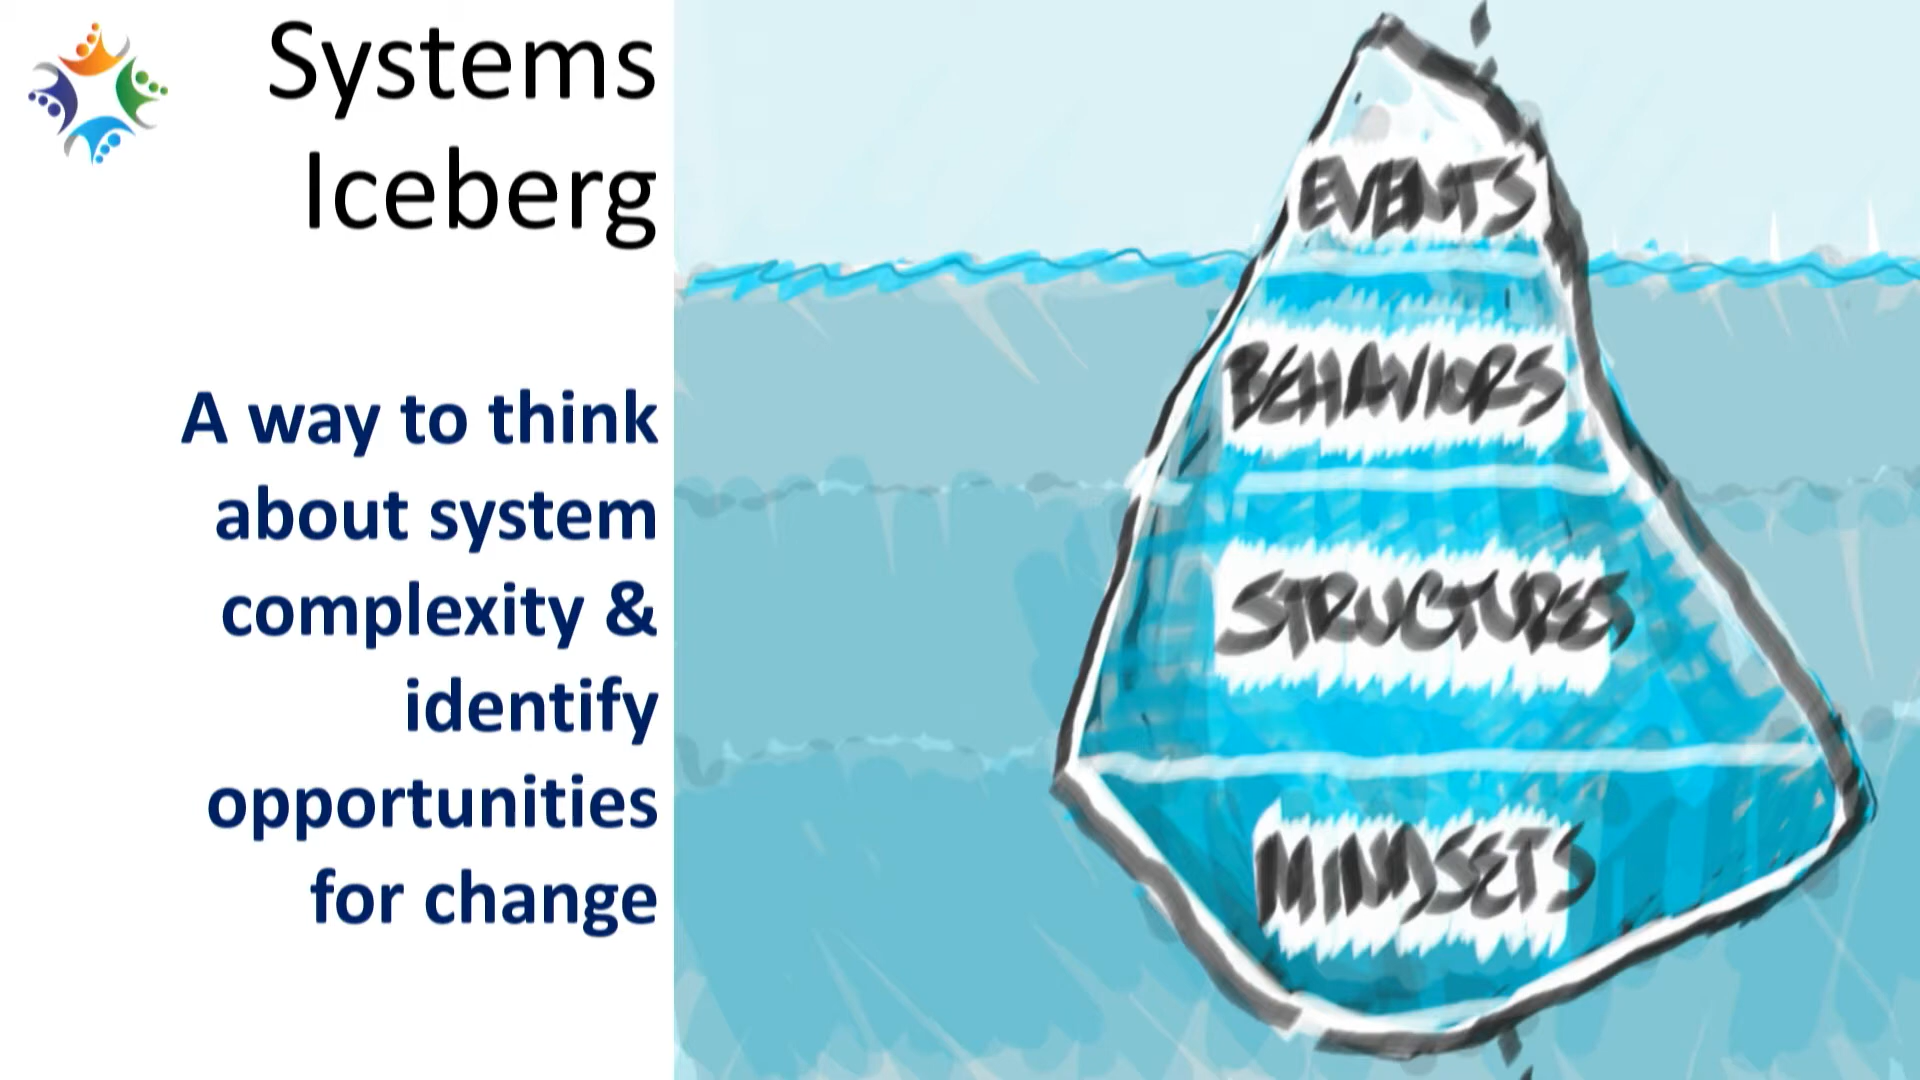 Systems
Iceberg
A way to think
about system
complexity &
identify
opportunities
for change
EVENTS
BEHAVIORS
STRUCTURES
MINDSETS